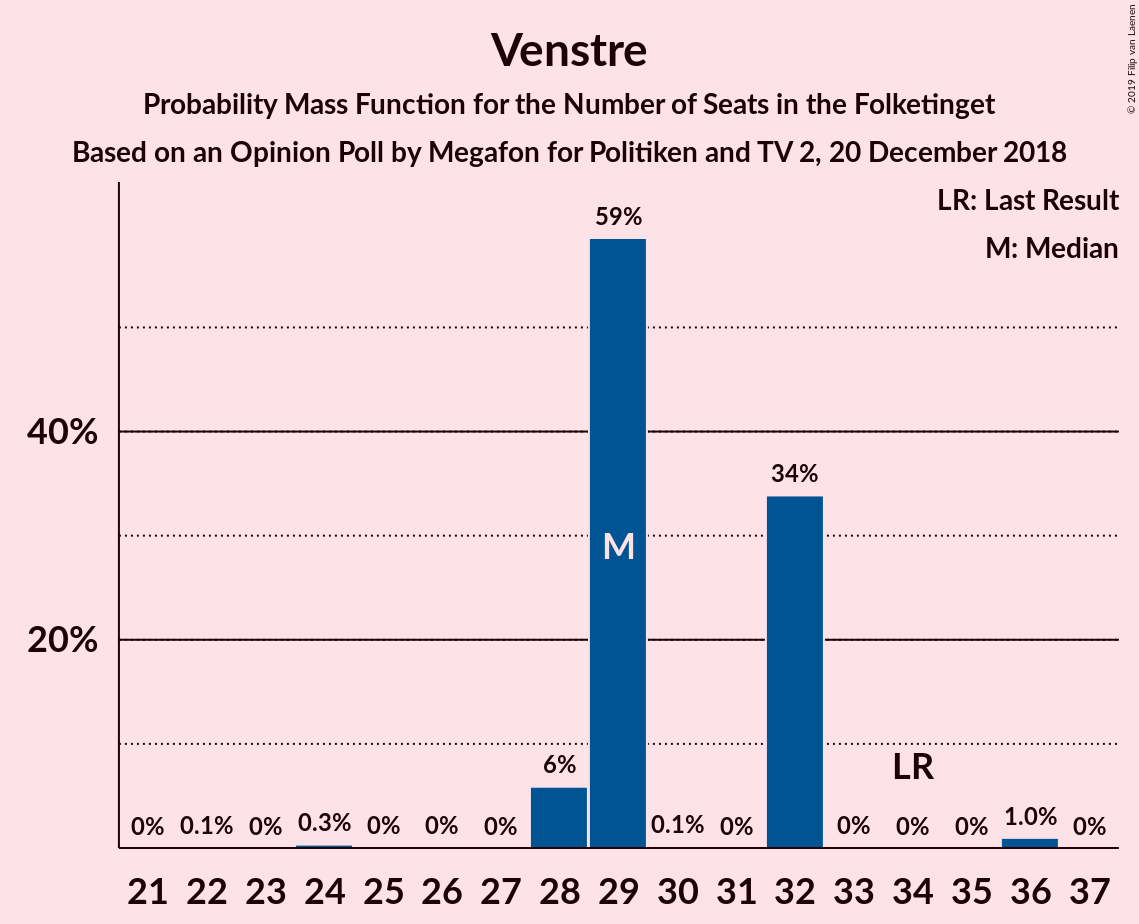 Venstre
Probability Mass Function for the Number of Seats in the Folketinget
Based on an Opinion Poll by Megafon for Politiken and TV 2, 20 December 2018
© 2019 Filip van Laenen
LR: Last Result
M: Median
59%
40%
34%
M
20%
LR
6%
0% 0.1% 0% 0.3% 0% 0% 0% 0.1% 0% 0% 0% 0% 1.0% 0%
21 22 23 24 25 26 27 28 29 30 31 32 33 34 35 36 37